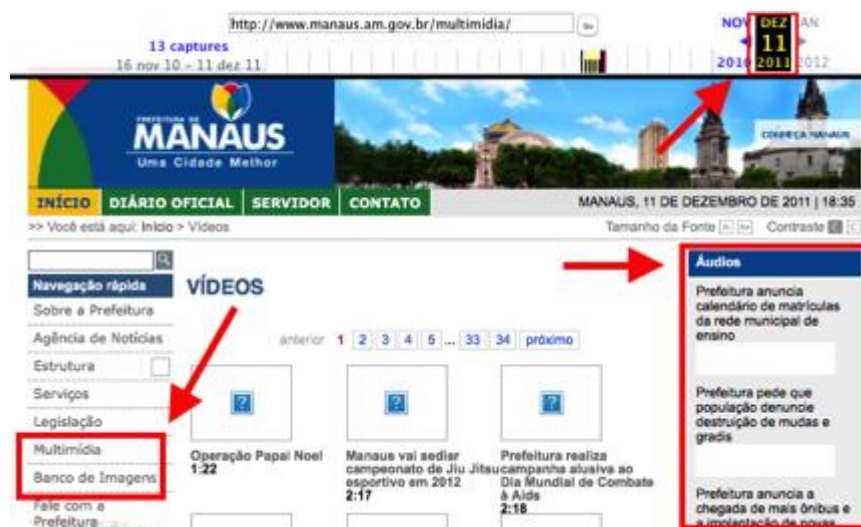 http://www.manaus.am.gov.br/multimidia/
Go
NOV DEZ JAN
13 captures
11
16 nov 10 - 11 dez 11
2010 2011 2012
PREFEITURA DE
MANAUS
Uma Cidade Melhor
CONHEÇA MANAUS
INÍCIO DIÁRIO OFICIAL SERVIDOR CONTATO
MANAUS, 11 DE DEZEMBRO DE 2011 | 18:35
>> Você está aqui: Início > Vídeos
Tamanho da Fonte A- A+ Contraste C C
Navegação rápida
Sobre a Prefeitura
Agência de Notícias
Estrutura
Serviços
Legislação
Multimídia
Banco de Imagens
Fale com a
Prefeitura
VÍDEOS
anterior 1 2 3 4 5 ... 33 34 próximo
Operação Papai Noel
1:22
Manaus vai sediar
campeonato de Jiu Jitsu
esportivo em 2012
2:17
Prefeitura realiza
campanha alusiva ao
Dia Mundial de Combate
à Aids
2:18
Áudios
Prefeitura anuncia
calendário de matrículas
da rede municipal de
ensino
Prefeitura pede que
população denuncie
destruição de mudas e
gradis
Prefeitura anuncia a
chegada de mais ônibus e
a implantação de novas